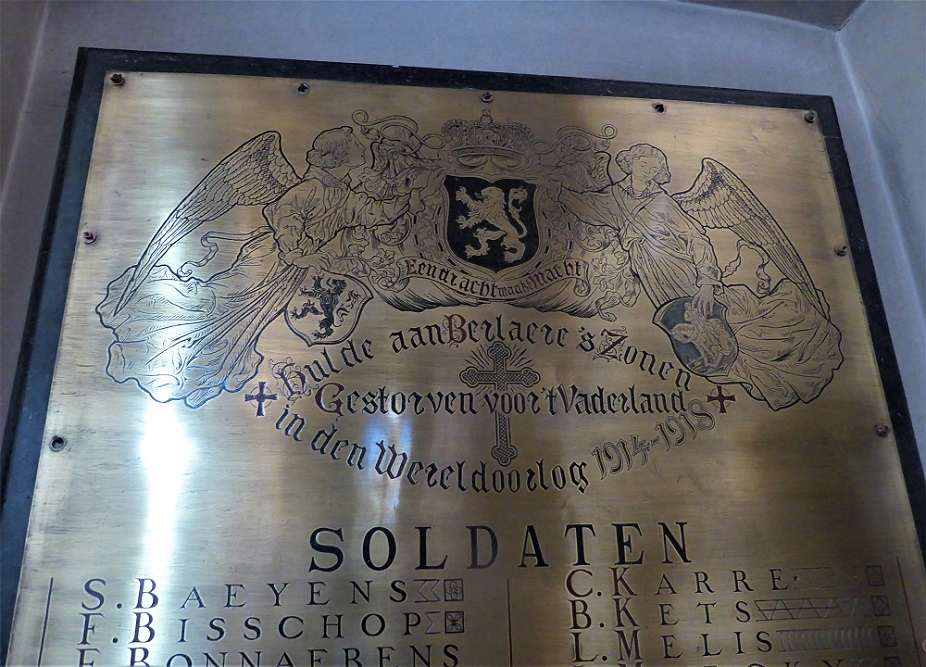 Eendracht maakt Macht
Hulde aan Berlaere's Zonen
Gestorven voor 't Vaderland
in den Wereldoorlog 1914-1918
SOLDATEN
S. BAEYENS
F. BISSCHOP
F. BONNAERENS
C. KARRE
B. KETS
L. MELIS